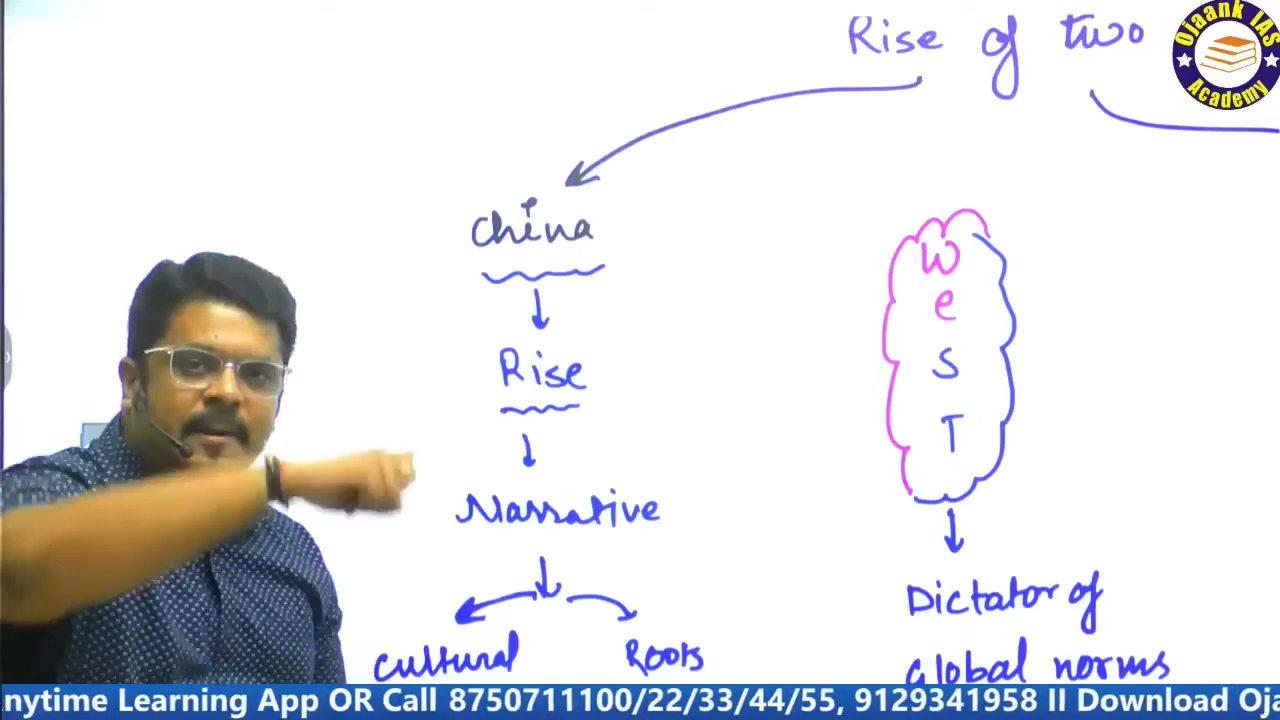 Rise of two
Ojaank IAS
Academy
China
Rise
Narrative
Cultural
Roots
W
e
S
T
Dictator of
global norms
nytime Learning App OR Call 8750711100/22/33/44/55, 9129341958 II Download Oja